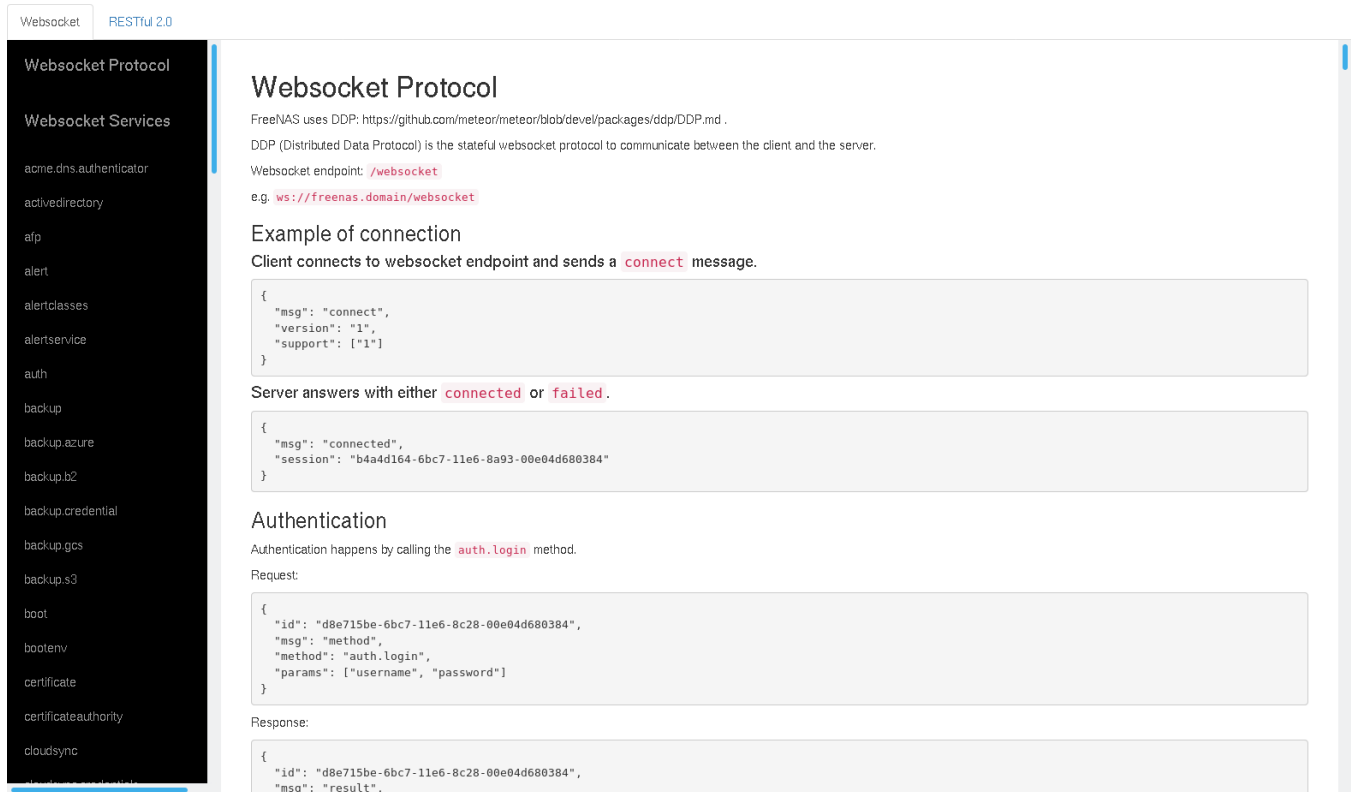 Websocket
RESTful 2.0
Websocket Protocol
Websocket Services
acme.dns.authenticator
activedirectory
afp
alert
alertclasses
alertservice
auth
backup
backup.azure
backup.b2
backup.credential
backup.gcs
backup.s3
boot
bootenv
certificate
certificateauthority
cloudsync
cloudsync.credentials
Websocket Protocol
FreeNAS uses DDP: https://github.com/meteor/meteor/blob/devel/packages/ddp/DDP.md .
DDP (Distributed Data Protocol) is the stateful websocket protocol to communicate between the client and the server.
Websocket endpoint: /websocket
e.g. ws://freenas.domain/websocket
Example of connection
Client connects to websocket endpoint and sends a connect message.
{
  "msg": "connect",
  "version": "1",
  "support": ["1"]
}
Server answers with either connected or failed.
{
  "msg": "connected",
  "session": "b4a4d164-6bc7-11e6-8a93-00e04d680384"
}
Authentication
Authentication happens by calling the auth.login method.
Request:
{
  "id": "d8e715be-6bc7-11e6-8c28-00e04d680384",
  "msg": "method",
  "method": "auth.login",
  "params": ["username", "password"]
}
Response:
{
  "id": "d8e715be-6bc7-11e6-8c28-00e04d680384",
  "msg": "result",